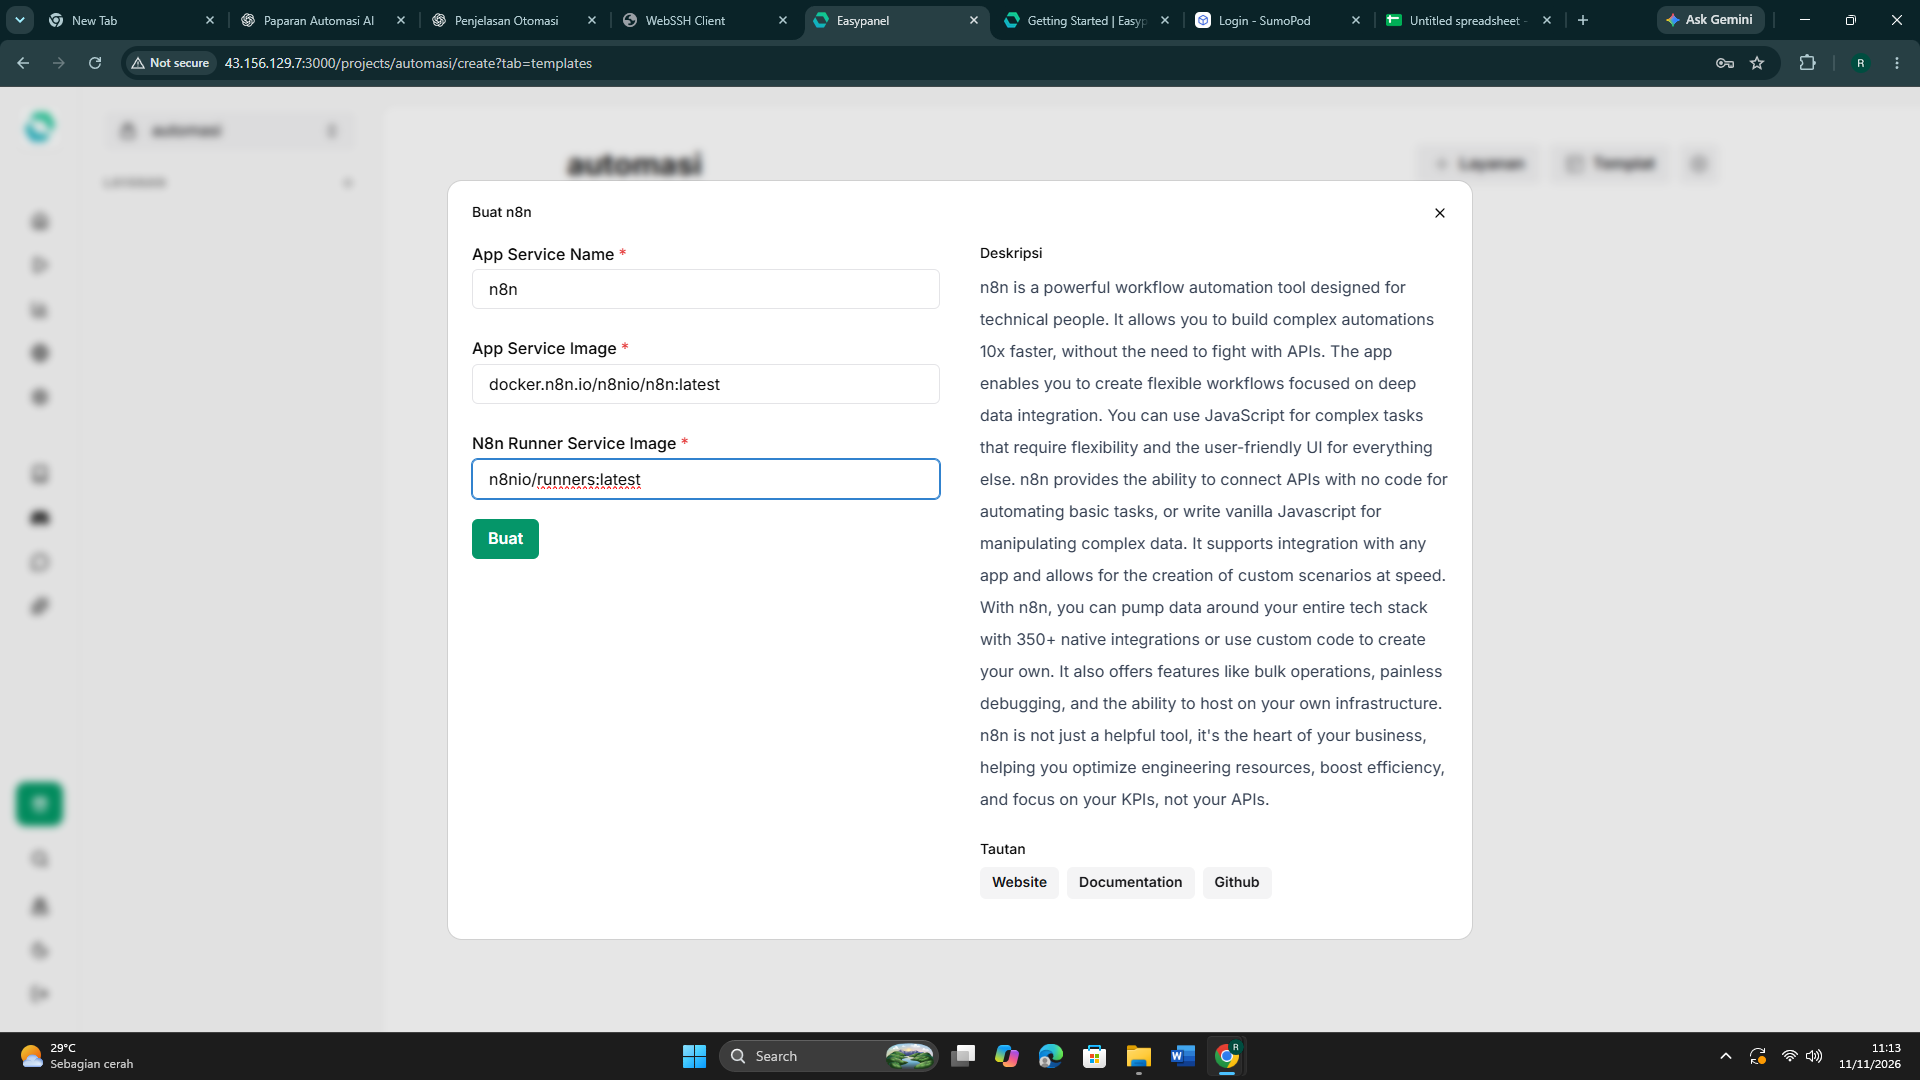 New Tab
Paparan Automasi AI
Penjelasan Otomasi
WebSSH Client
Easypanel
Getting Started | Easyp
Login - SumoPod
Untitled spreadsheet -
Ask Gemini
Not secure
43.156.129.7:3000/projects/automasi/create?tab=templates
R
automasi
automasi
Layanan
Templat
LAYANAN
Buat n8n
App Service Name *
n8n
App Service Image *
docker.n8n.io/n8nio/n8n:latest
N8n Runner Service Image *
n8nio/runners:latest
Buat
Deskripsi
n8n is a powerful workflow automation tool designed for
technical people. It allows you to build complex automations
10x faster, without the need to fight with APIs. The app
enables you to create flexible workflows focused on deep
data integration. You can use JavaScript for complex tasks
that require flexibility and the user-friendly UI for everything
else. n8n provides the ability to connect APIs with no code for
automating basic tasks, or write vanilla Javascript for
manipulating complex data. It supports integration with any
app and allows for the creation of custom scenarios at speed.
With n8n, you can pump data around your entire tech stack
with 350+ native integrations or use custom code to create
your own. It also offers features like bulk operations, painless
debugging, and the ability to host on your own infrastructure.
n8n is not just a helpful tool, it's the heart of your business,
helping you optimize engineering resources, boost efficiency,
and focus on your KPIs, not your APIs.
Tautan
Website
Documentation
Github
29°C
Sebagian cerah
Search
R
11:13
11/11/2026